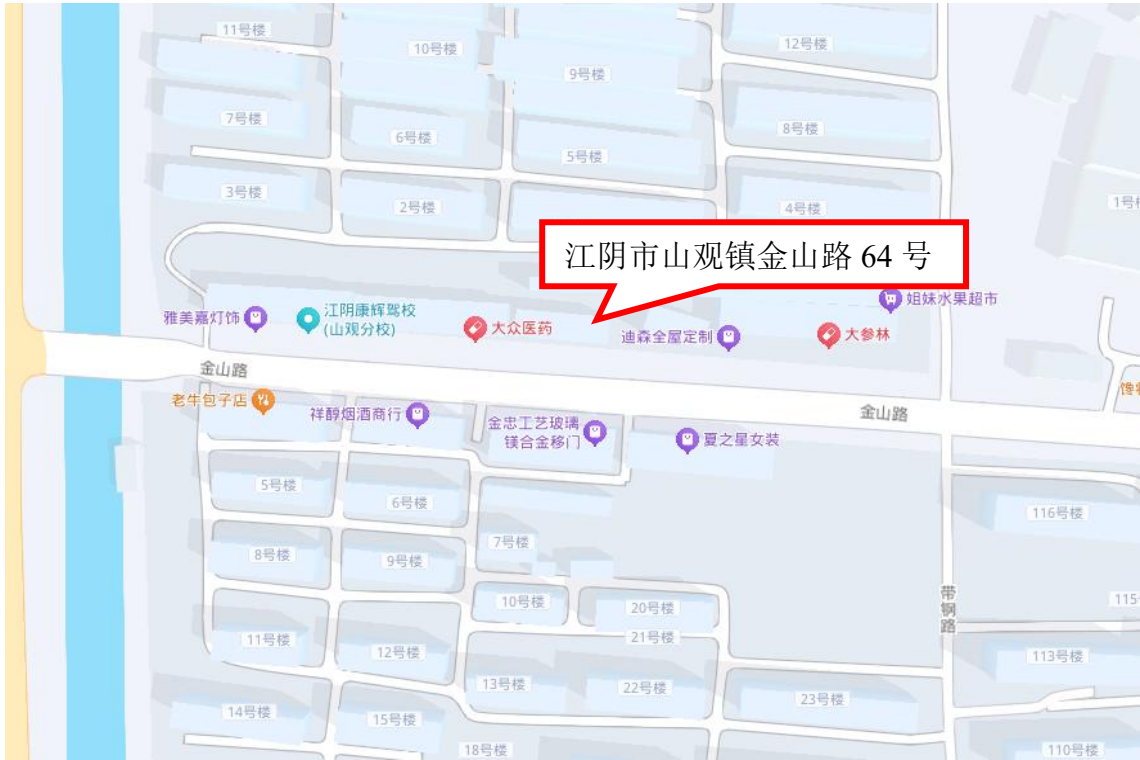 11号楼
10号楼
12号楼
9号楼
7号楼
6号楼
8号楼
5号楼
3号楼
2号楼
4号楼
江阴市山观镇金山路 64 号
姐妹水果超市
雅美嘉灯饰
江阴康辉驾校
(山观分校)
大众医药
迪森全屋定制
大参林
金山路
老牛包子店
祥醇烟酒商行
金忠工艺玻璃
镁合金移门
夏之星女装
金山路
5号楼
6号楼
116号楼
7号楼
8号楼
9号楼
10号楼
20号楼
带钢路
11号楼
21号楼
12号楼
113号楼
13号楼
22号楼
23号楼
14号楼
15号楼
18号楼
110号楼